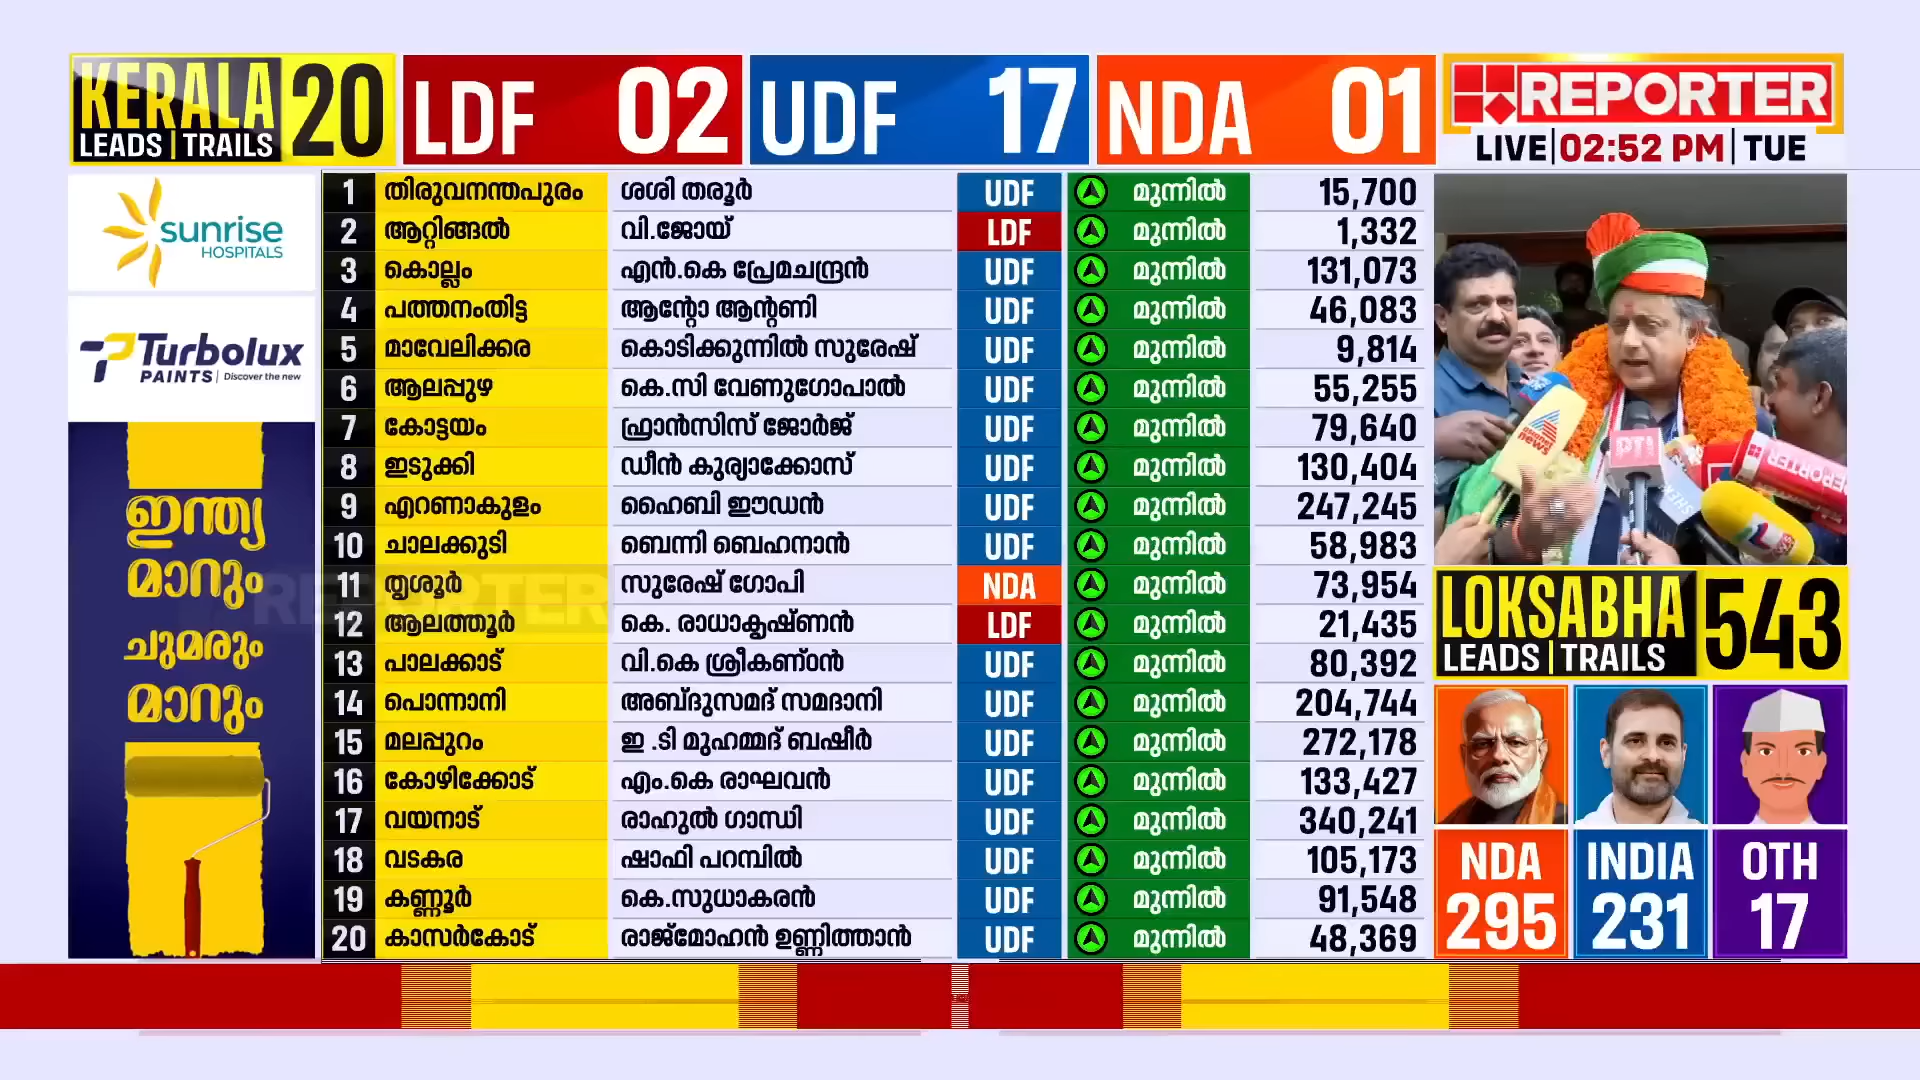 KERALA 20
LEADS | TRAILS
LDF 02
UDF 17
NDA 01
REPORTER
LIVE | 02:52 PM | TUE
sunrise
HOSPITALS
Turbolux
PAINTS | Discover the new
ഇന്ത്യ
മാറും
ചുമരും
മാറും
1 തിരുവനന്തപുരം ശശി തരൂർ UDF മുന്നിൽ 15,700
2 ആറ്റിങ്ങൽ വി.ജോയ് LDF മുന്നിൽ 1,332
3 കൊല്ലം എൻ.കെ പ്രേമചന്ദ്രൻ UDF മുന്നിൽ 131,073
4 പത്തനംതിട്ട ആന്റോ ആന്റണി UDF മുന്നിൽ 46,083
5 മാവേലിക്കര കൊടിക്കുന്നിൽ സുരേഷ് UDF മുന്നിൽ 9,814
6 ആലപ്പുഴ കെ.സി വേണുഗോപാൽ UDF മുന്നിൽ 55,255
7 കോട്ടയം ഫ്രാൻസിസ് ജോർജ് UDF മുന്നിൽ 79,640
8 ഇടുക്കി ഡീൻ കുര്യാക്കോസ് UDF മുന്നിൽ 130,404
9 എറണാകുളം ഹൈബി ഈഡൻ UDF മുന്നിൽ 247,245
10 ചാലക്കുടി ബെന്നി ബെഹനാൻ UDF മുന്നിൽ 58,983
11 തൃശൂർ സുരേഷ് ഗോപി NDA മുന്നിൽ 73,954
12 ആലത്തൂർ കെ. രാധാകൃഷ്ണൻ LDF മുന്നിൽ 21,435
13 പാലക്കാട് വി.കെ ശ്രീകണ്ഠൻ UDF മുന്നിൽ 80,392
14 പൊന്നാനി അബ്ദുസമദ് സമദാനി UDF മുന്നിൽ 204,744
15 മലപ്പുറം ഇ .ടി മുഹമ്മദ് ബഷീർ UDF മുന്നിൽ 272,178
16 കോഴിക്കോട് എം.കെ രാഘവൻ UDF മുന്നിൽ 133,427
17 വയനാട് രാഹുൽ ഗാന്ധി UDF മുന്നിൽ 340,241
18 വടകര ഷാഫി പറമ്പിൽ UDF മുന്നിൽ 105,173
19 കണ്ണൂർ കെ.സുധാകരൻ UDF മുന്നിൽ 91,548
20 കാസർകോട് രാജ്മോഹൻ ഉണ്ണിത്താൻ UDF മുന്നിൽ 48,369
REPORTER
asianet
news
PTI
REPORTER
LOKSABHA 543
LEADS | TRAILS
NDA
295
INDIA
231
OTH
17